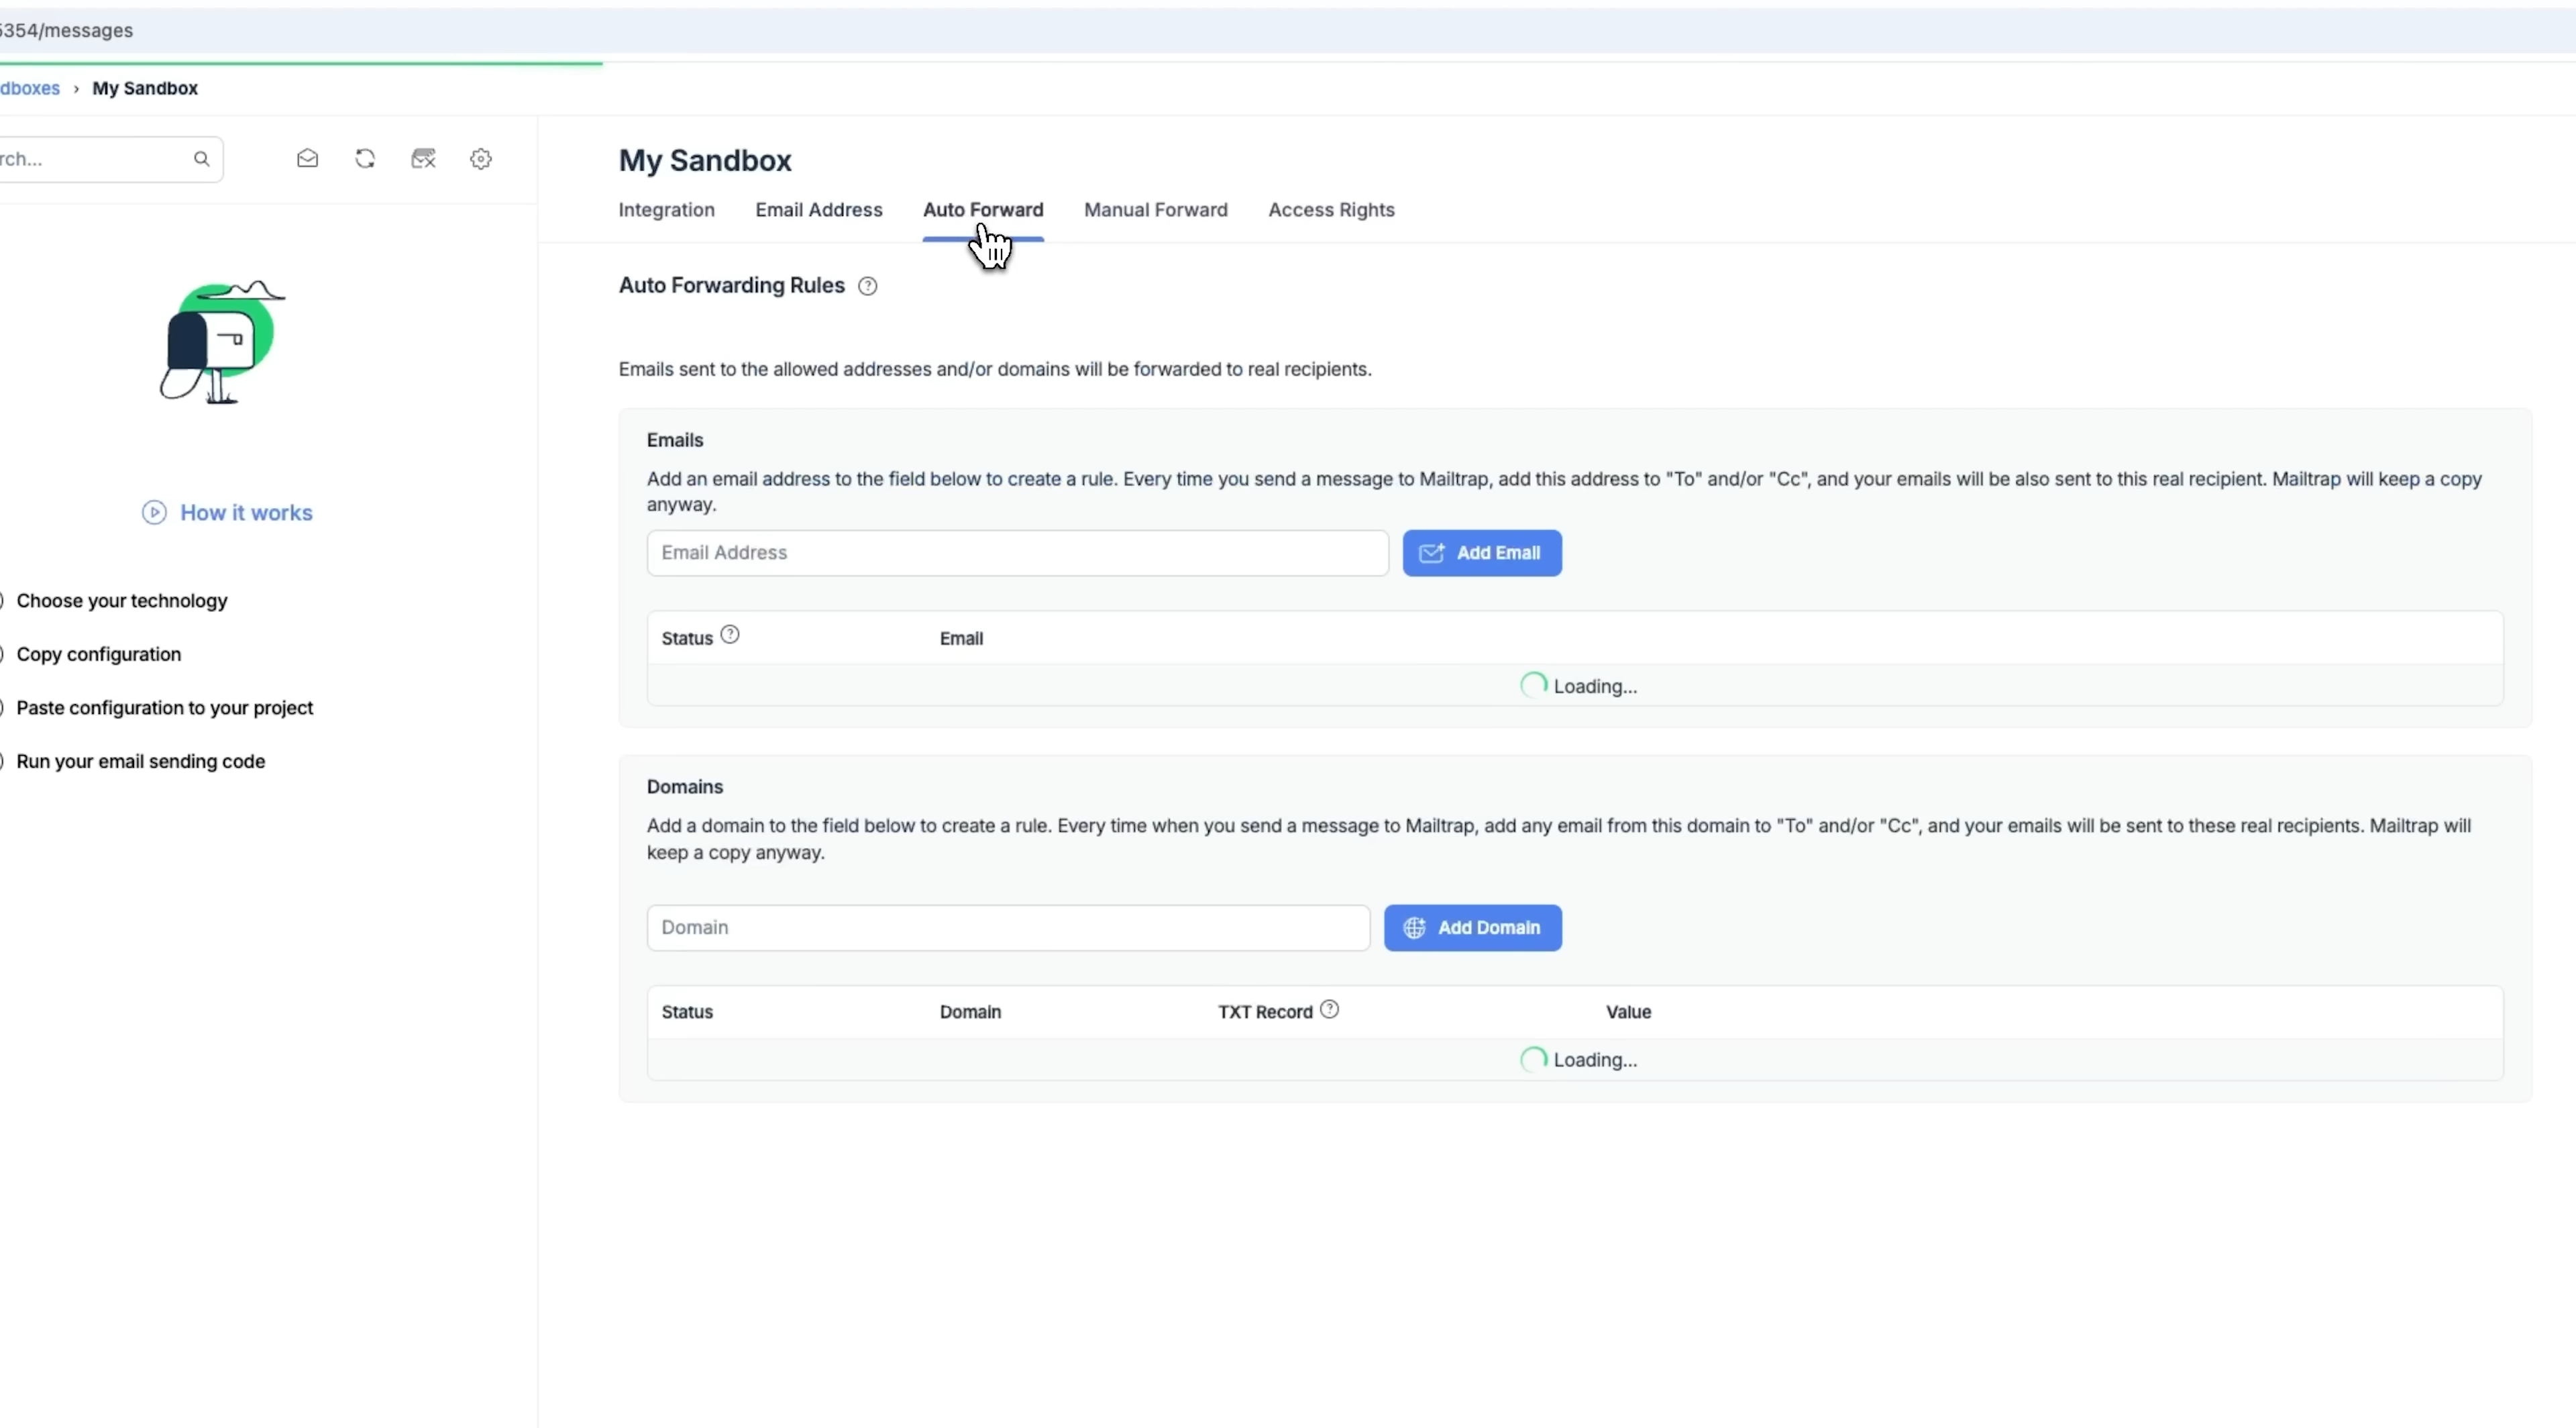 5354/messages
dboxes › My Sandbox
rch...
My Sandbox
Integration Email Address Auto Forward Manual Forward Access Rights
Auto Forwarding Rules
Emails sent to the allowed addresses and/or domains will be forwarded to real recipients.
Emails
Add an email address to the field below to create a rule. Every time you send a message to Mailtrap, add this address to "To" and/or "Cc", and your emails will be also sent to this real recipient. Mailtrap will keep a copy
anyway.
Email Address Add Email
Status Email
Loading...
How it works
Choose your technology
Copy configuration
Paste configuration to your project
Run your email sending code
Domains
Add a domain to the field below to create a rule. Every time when you send a message to Mailtrap, add any email from this domain to "To" and/or "Cc", and your emails will be sent to these real recipients. Mailtrap will
keep a copy anyway.
Domain Add Domain
Status Domain TXT Record Value
Loading...